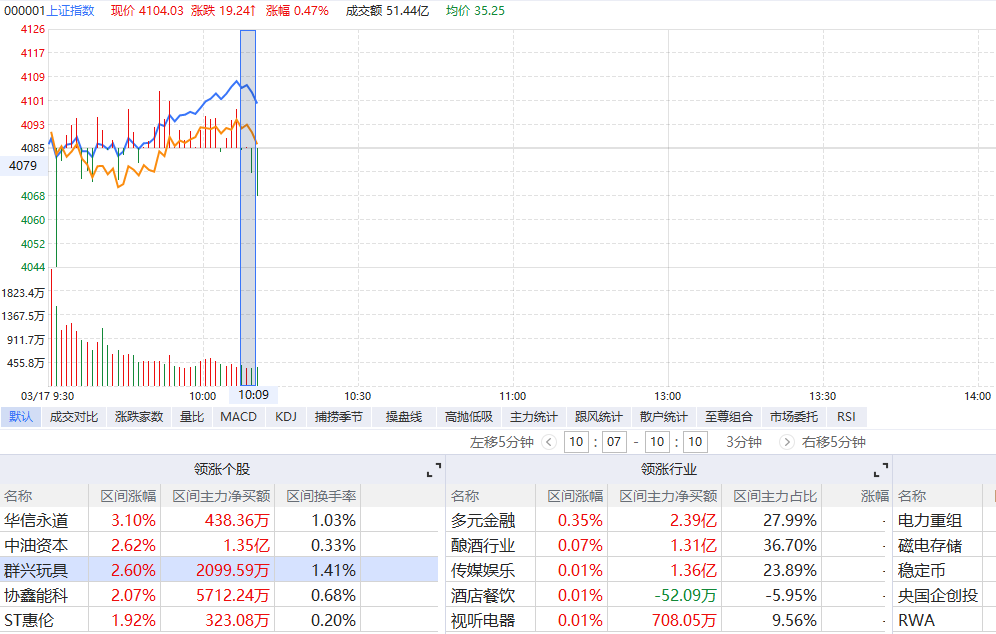 000001上证指数 现价 4104.03 涨跌 19.24↑ 涨幅 0.47% 成交额 51.44亿 均价 35.25
4126
4117
4109
4101
4093
4085
4079
4068
4060
4052
4044
1823.4万
1367.5万
911.7万
455.8万
03/17 9:30 10:00 10:09 10:30 11:00 13:00 13:30 14:00
默认 成交对比 涨跌家数 量比 MACD KDJ 捕捞季节 操盘线 高抛低吸 主力统计 跟风统计 散户统计 至尊组合 市场委托 RSI
左移5分钟 10 : 07 - 10 : 10 3分钟 右移5分钟
领涨个股 领涨行业
名称 区间涨幅 区间主力净买额 区间换手率 名称 区间涨幅 区间主力净买额 区间主力占比 涨幅 名称
华信永道 3.10% 438.36万 1.03% 多元金融 0.35% 2.39亿 27.99% - 电力重组
中油资本 2.62% 1.35亿 0.33% 酿酒行业 0.07% 1.31亿 36.70% - 磁电存储
群兴玩具 2.60% 2099.59万 1.41% 传媒娱乐 0.01% 1.36亿 23.89% - 稳定币
协鑫能科 2.07% 5712.24万 0.68% 酒店餐饮 0.01% -52.09万 -5.95% - 央国企创投
ST惠伦 1.92% 323.08万 0.20% 视听电器 0.01% 708.05万 9.56% - RWA